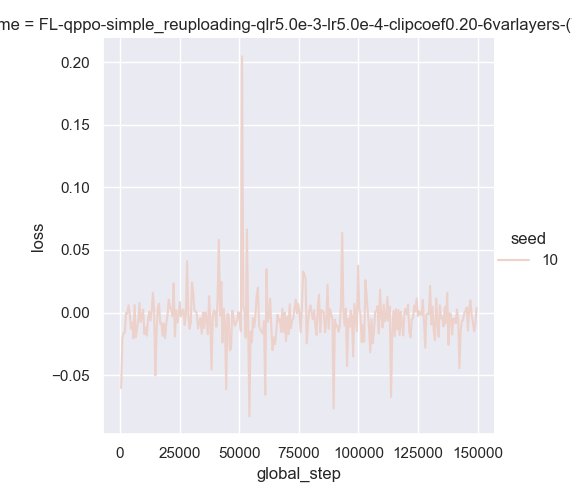 me = FL-qppo-simple_reuploading-qlr5.0e-3-lr5.0e-4-clipcoef0.20-6varlayers-(
0.20
0.15
0.10
0.05
0.00
−0.05
loss
seed
10
0 25000 50000 75000 100000 125000 150000
global_step